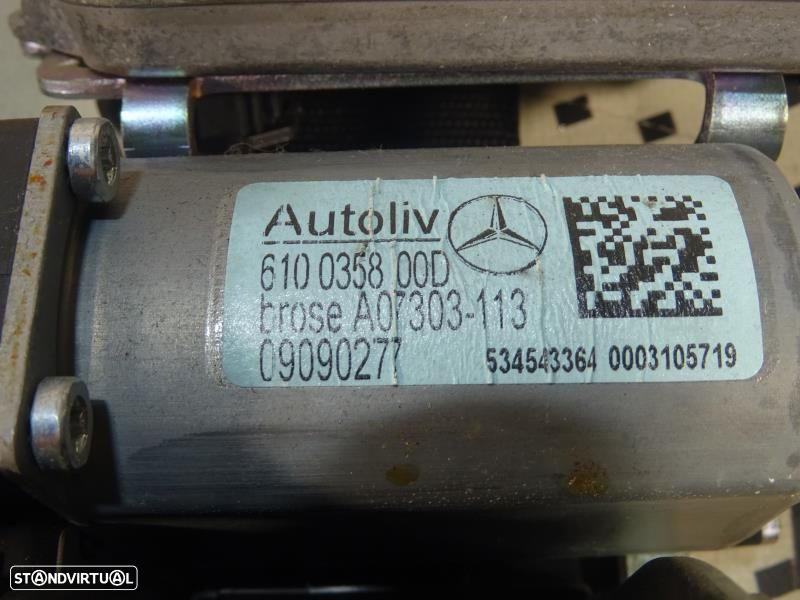 Autoliv
6100358 00D
brose A07303-113
09090277
534543364 0003105719
STANDVIRTUAL